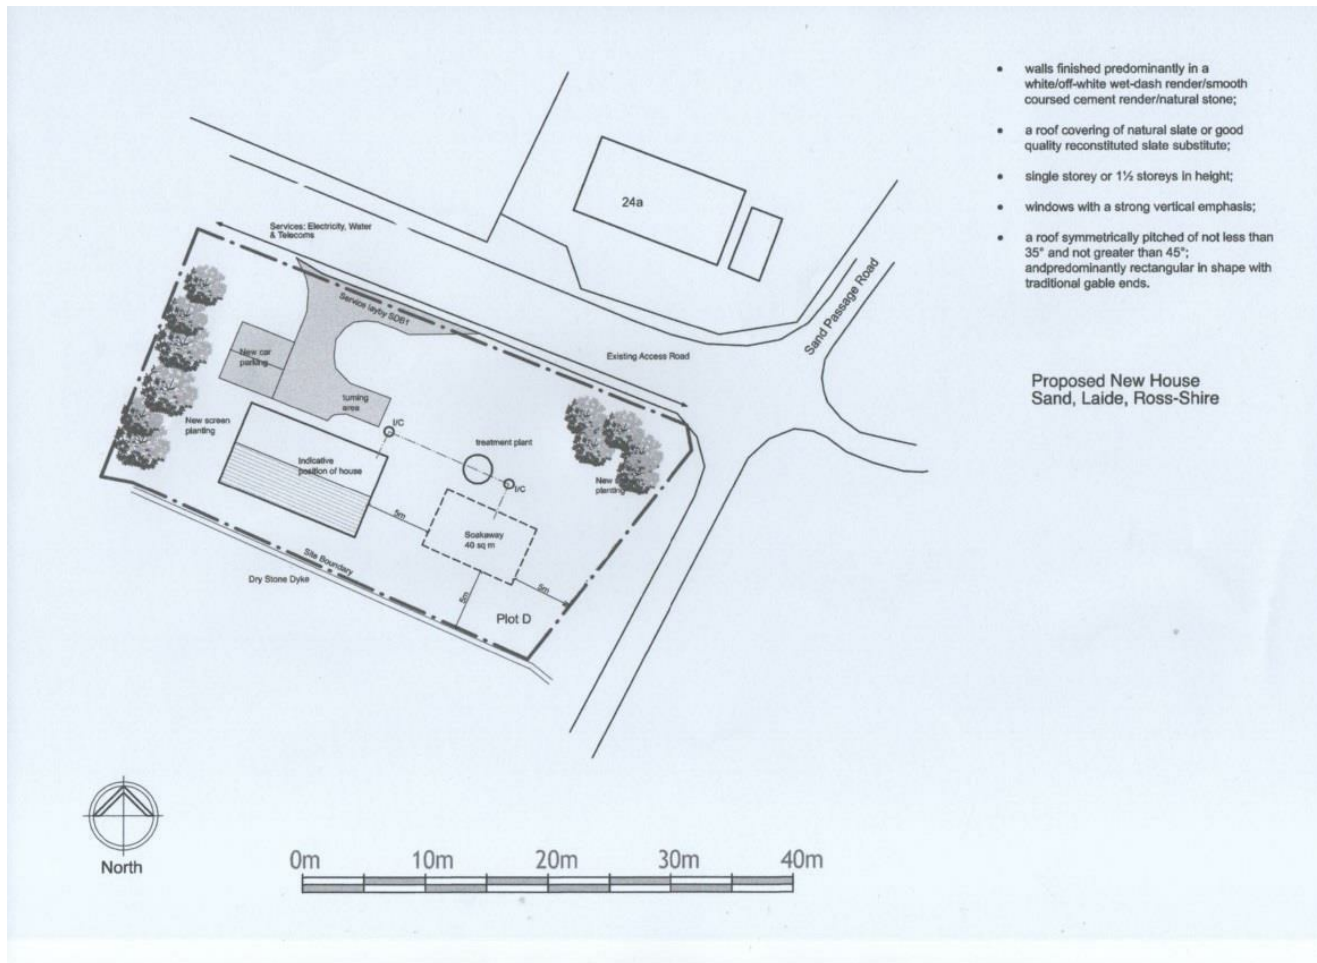 • walls finished predominantly in a
white/off-white wet-dash render/smooth
coursed cement render/natural stone;
• a roof covering of natural slate or good
quality reconstituted slate substitute;
• single storey or 1½ storeys in height;
• windows with a strong vertical emphasis;
• a roof symmetrically pitched of not less than
35° and not greater than 45°;
andpredominantly rectangular in shape with
traditional gable ends.
Proposed New House
Sand, Laide, Ross-Shire
24a
Sand Passage Road
Services: Electricity, Water
& Telecoms
Service layby SDB1
Existing Access Road
New car
parking
turning
area
New screen
planting
I/C
treatment plant
Indicative
position of house
I/C
New
planting
5m
Soakaway
40 sq m
Site Boundary
Dry Stone Dyke
5m
5m
Plot D
North
0m 10m 20m 30m 40m